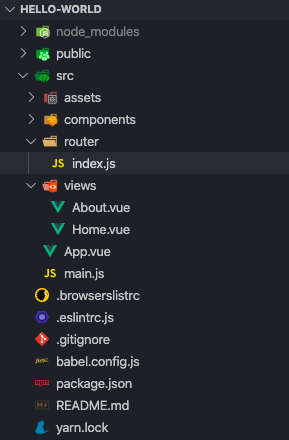 HELLO-WORLD
node_modules
public
src
assets
components
router
JS index.js
views
About.vue
Home.vue
App.vue
JS main.js
.browserslistrc
.eslintrc.js
.gitignore
babel.config.js
package.json
README.md
yarn.lock